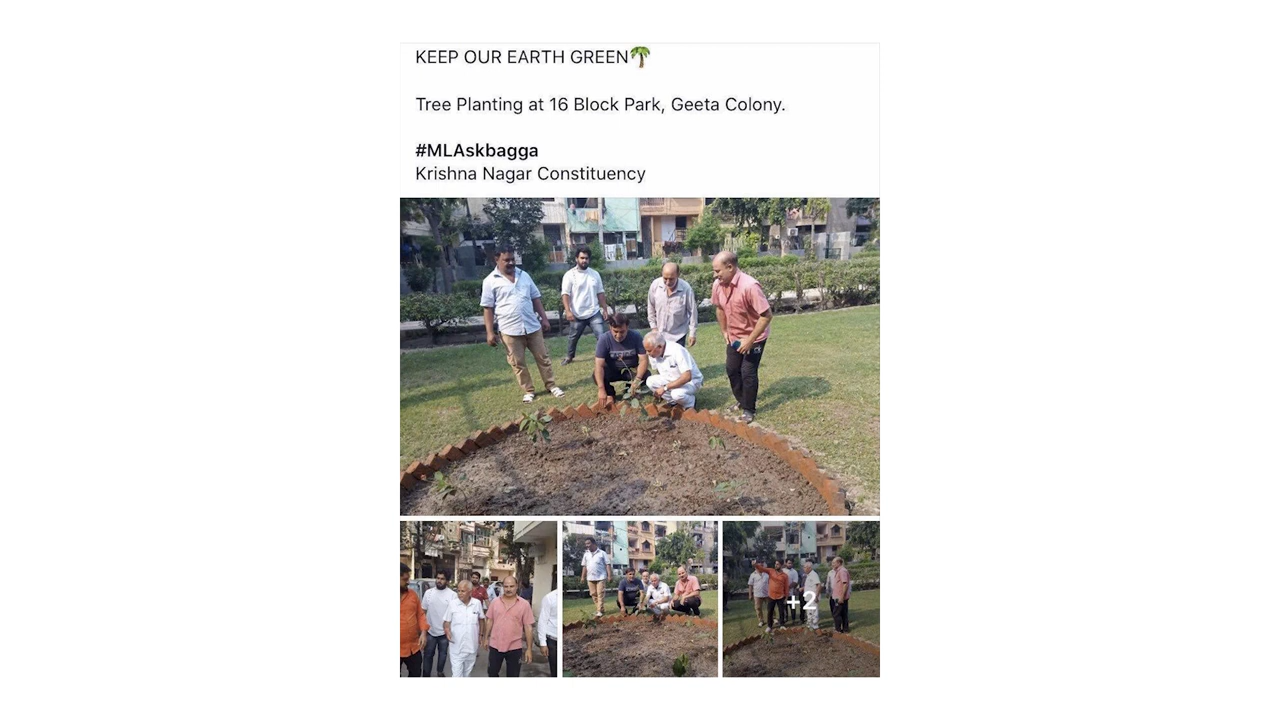 KEEP OUR EARTH GREEN🌴
Tree Planting at 16 Block Park, Geeta Colony.
#MLAskbagga
Krishna Nagar Constituency
+2